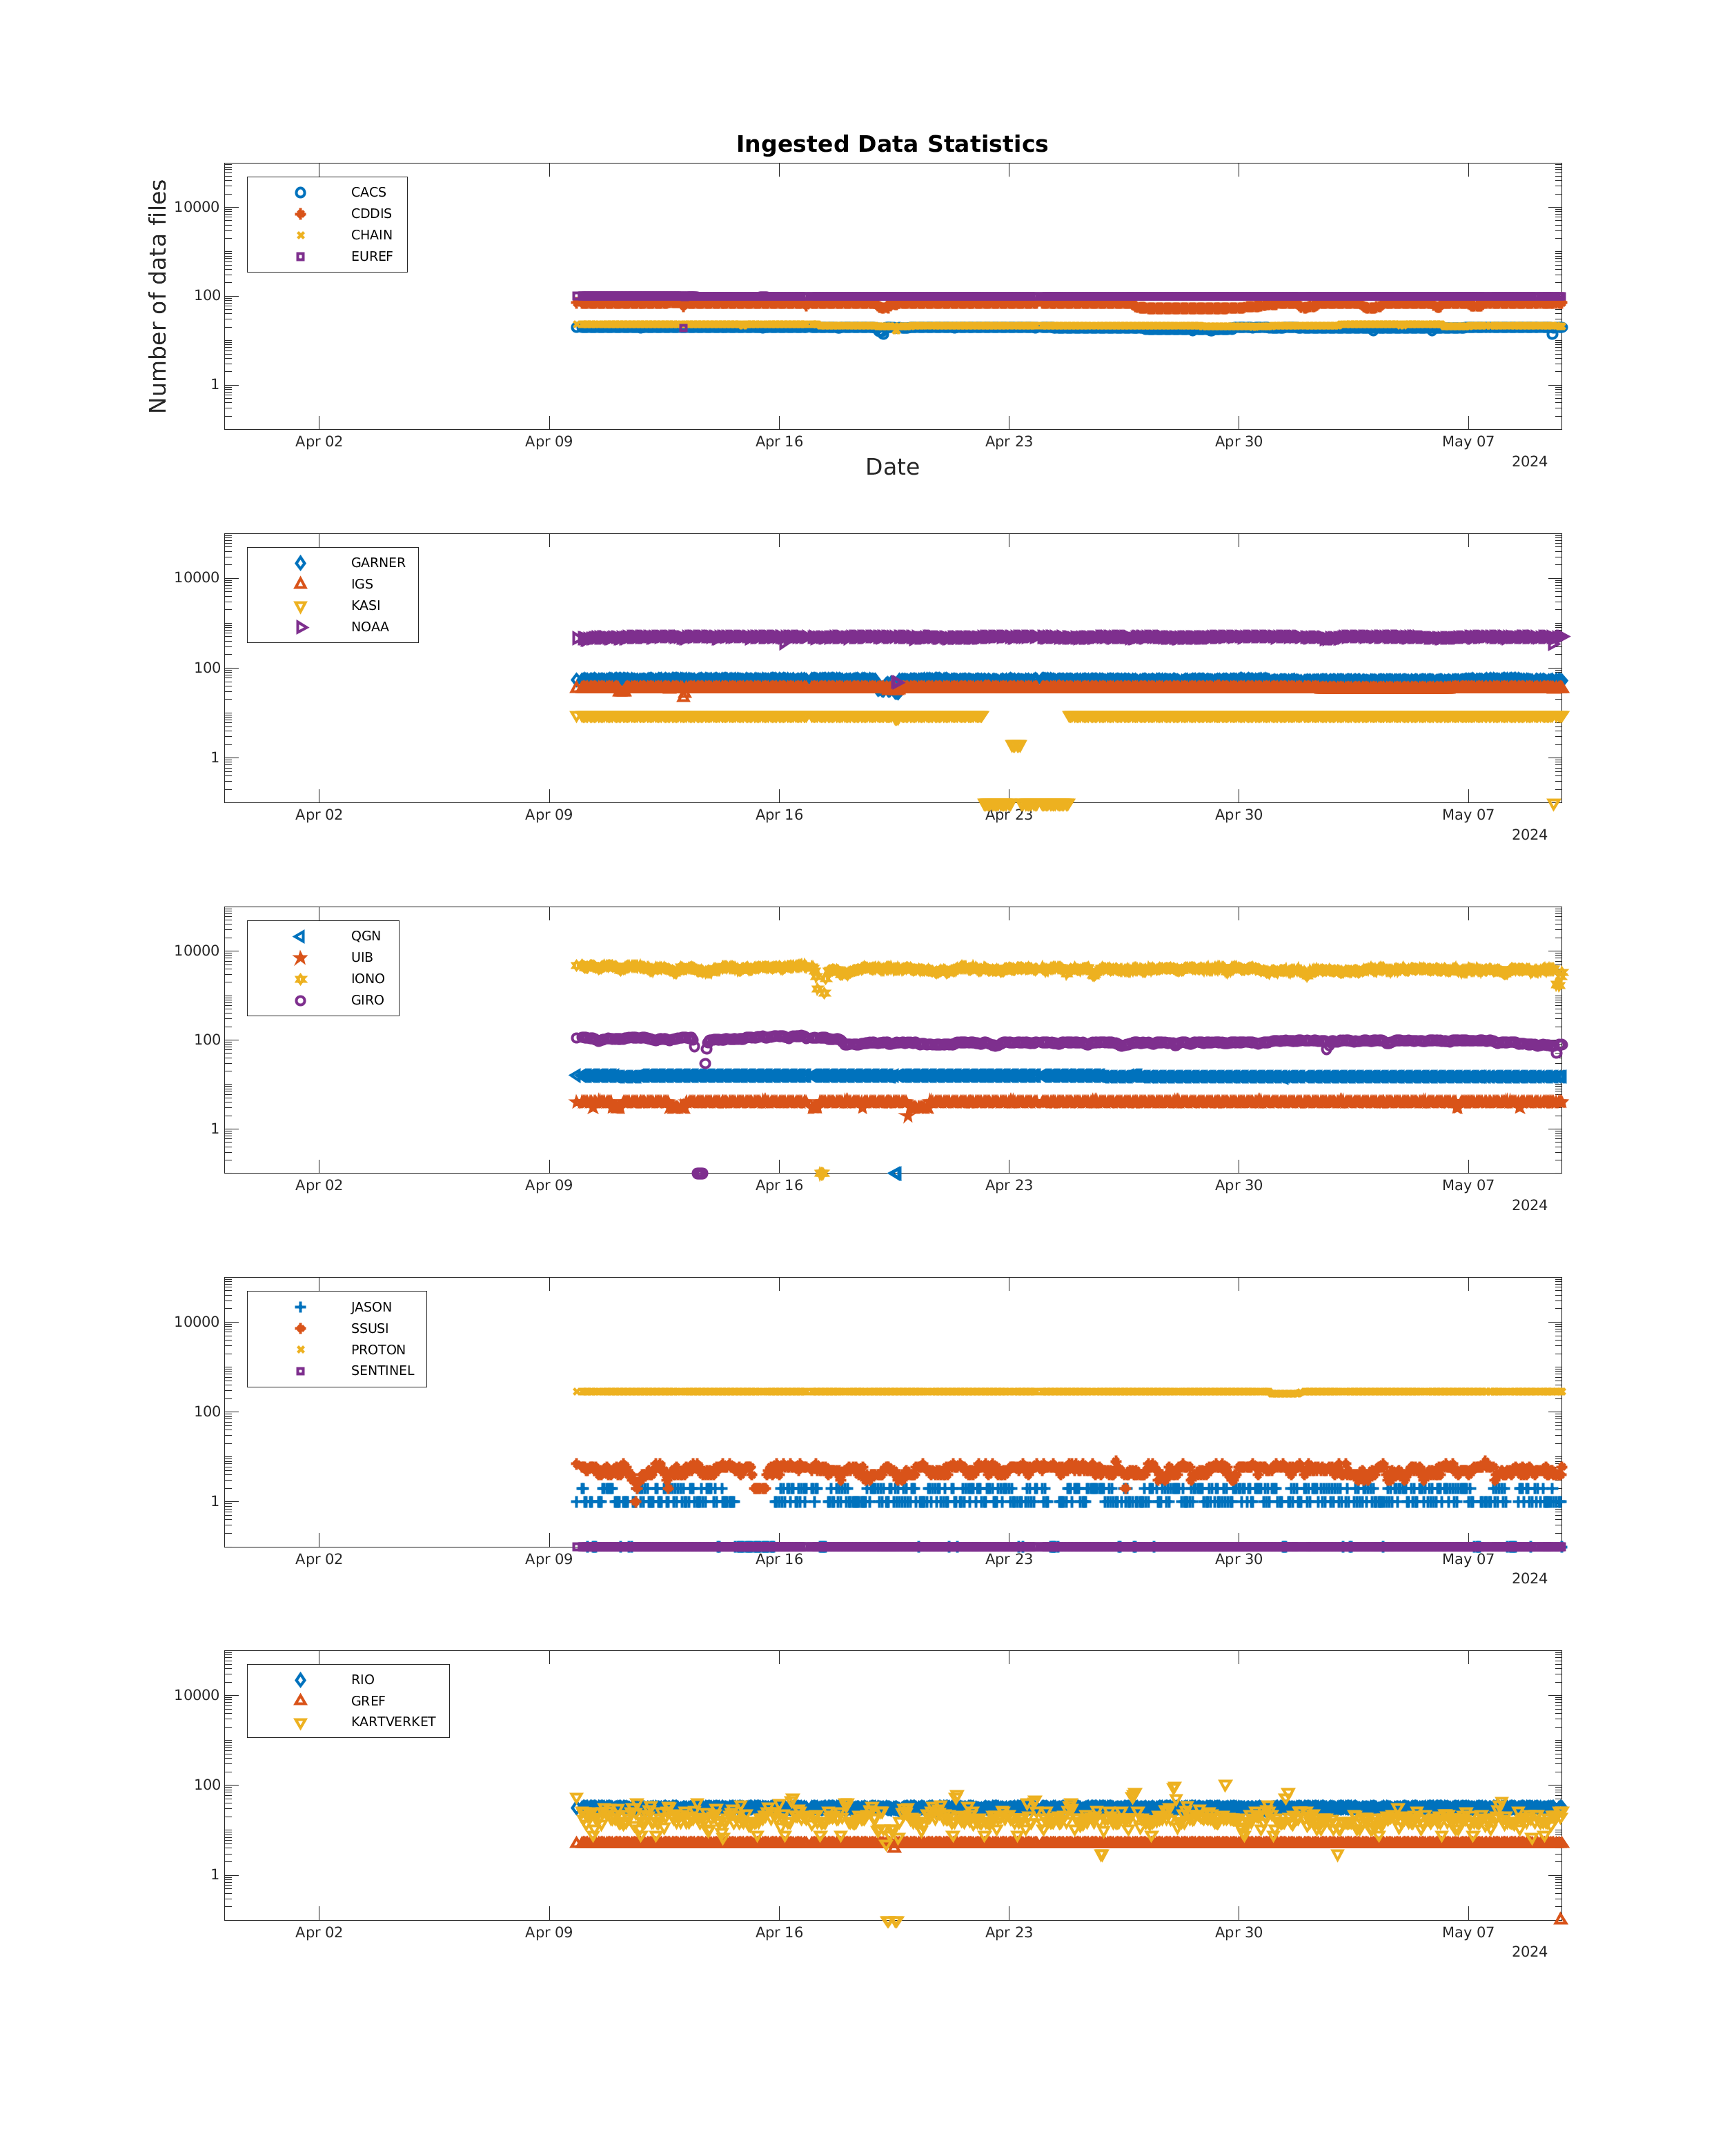 Ingested Data Statistics
Number of data files
10000
100
1
CACS
CDDIS
CHAIN
EUREF
Apr 02 Apr 09 Apr 16 Apr 23 Apr 30 May 07
2024
Date
10000
100
1
GARNER
IGS
KASI
NOAA
Apr 02 Apr 09 Apr 16 Apr 23 Apr 30 May 07
2024
10000
100
1
QGN
UIB
IONO
GIRO
Apr 02 Apr 09 Apr 16 Apr 23 Apr 30 May 07
2024
10000
100
1
JASON
SSUSI
PROTON
SENTINEL
Apr 02 Apr 09 Apr 16 Apr 23 Apr 30 May 07
2024
10000
100
1
RIO
GREF
KARTVERKET
Apr 02 Apr 09 Apr 16 Apr 23 Apr 30 May 07
2024